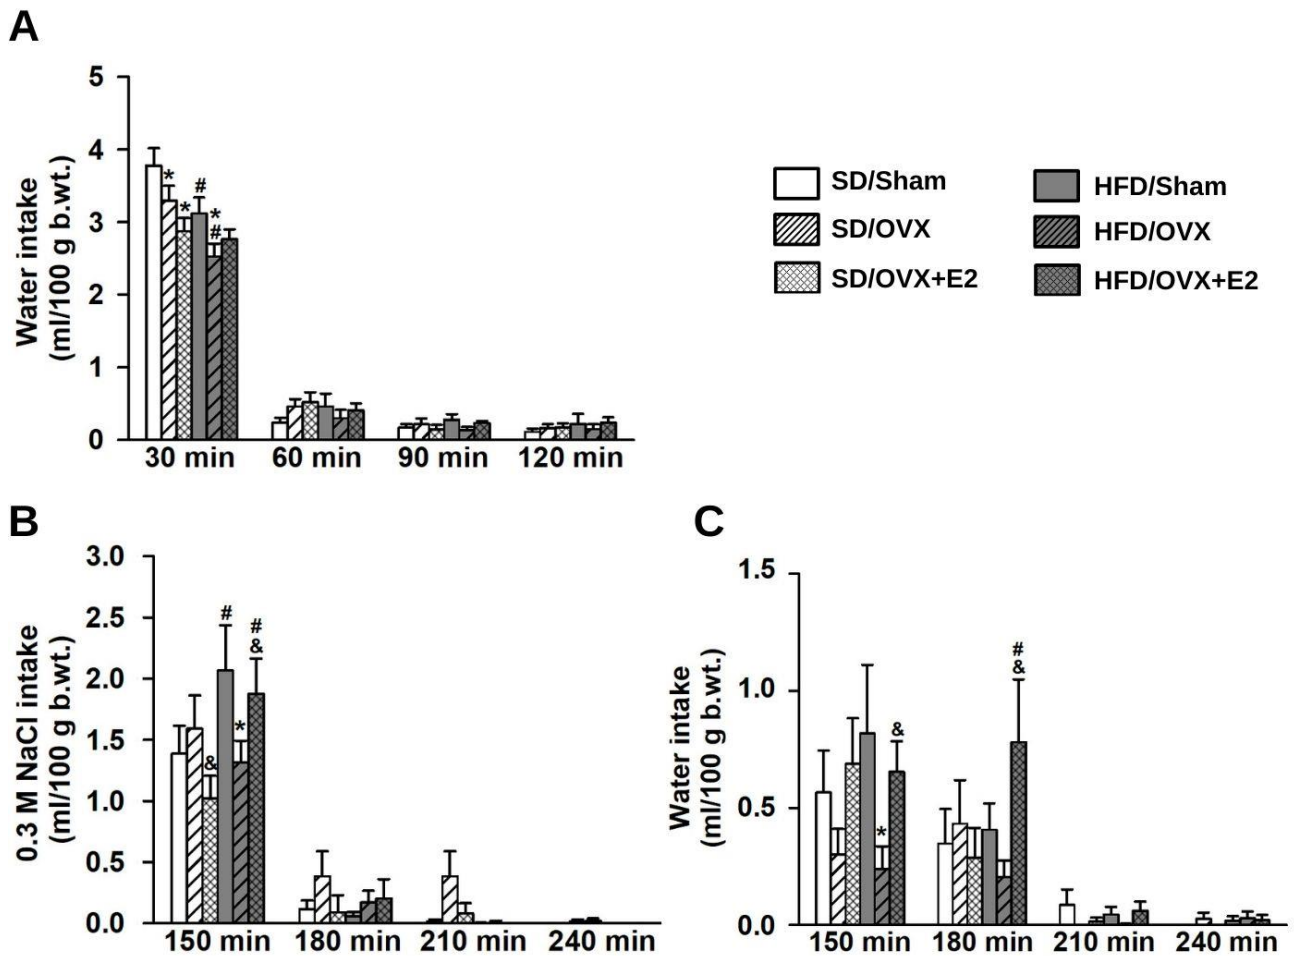 A
Water intake
(ml/100 g b.wt.)
5
4
3
2
1
0
*
*
#
*
#
30 min
60 min
90 min
120 min
SD/Sham
SD/OVX
SD/OVX+E2
HFD/Sham
HFD/OVX
HFD/OVX+E2
B
0.3 M NaCl intake
(ml/100 g b.wt.)
3.0
2.5
2.0
1.5
1.0
0.5
0.0
&
#
*
#
&
150 min
180 min
210 min
240 min
C
Water intake
(ml/100 g b.wt.)
1.5
1.0
0.5
0.0
*
&
#
&
150 min
180 min
210 min
240 min